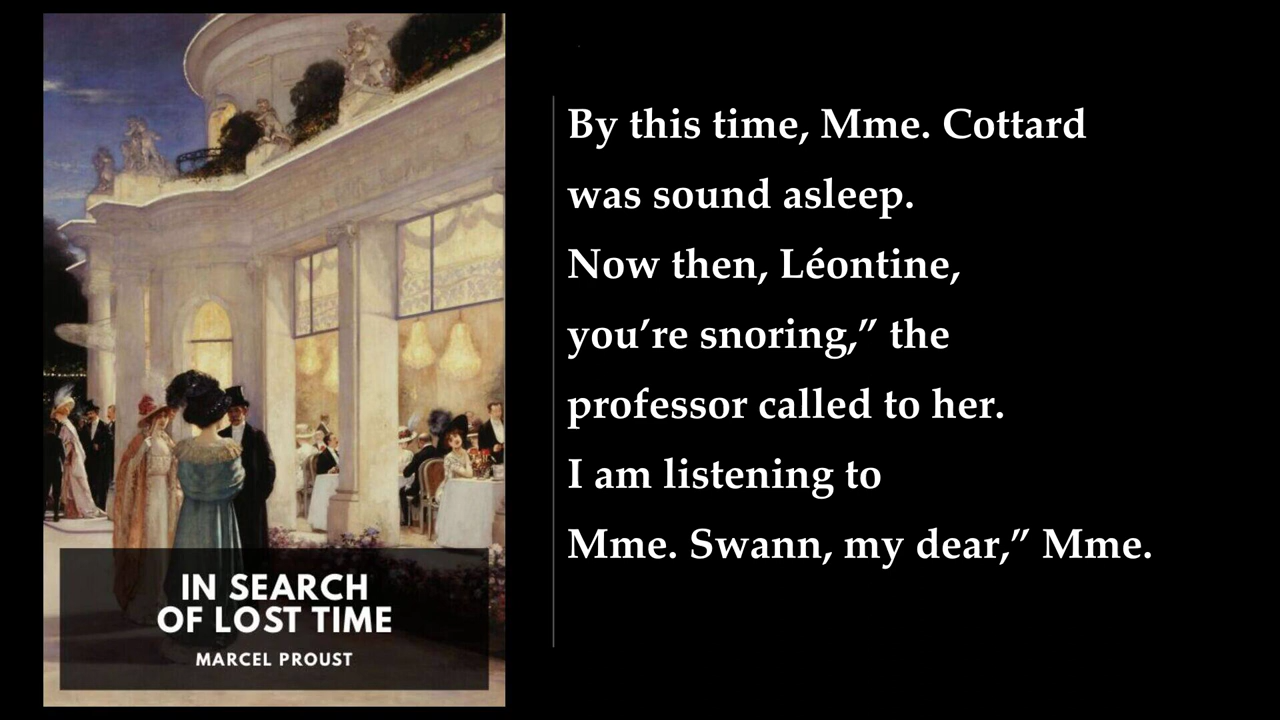 IN SEARCH
OF LOST TIME
MARCEL PROUST
By this time, Mme. Cottard
was sound asleep.
Now then, Léontine,
you’re snoring,” the
professor called to her.
I am listening to
Mme. Swann, my dear,” Mme.